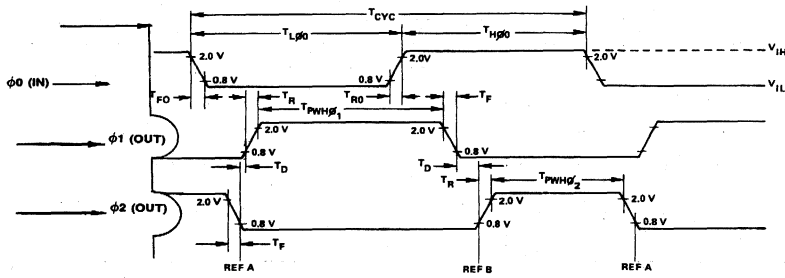 TCYC
TLØ0
THØ0
2.0 V
2.0V
2.0 V
VIH
ϕ0 (IN)
0.8 V
0.8 V
VIL
TFO
TR
TR0
TF
TPWHØ1
2.0 V
2.0 V
ϕ1 (OUT)
0.8 V
0.8 V
TD
TD
TR
TPWHØ2
2.0 V
2.0 V
2.0 V
ϕ2 (OUT)
0.8 V
0.8 V
0.8 V
TF
REF A
REF B
REF A